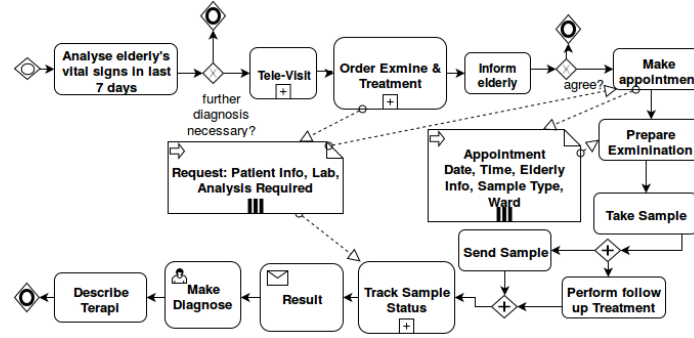 Analyse elderly's
vital signs in last
7 days
further
diagnosis
necessary?
Tele-Visit
Order Exmine &
Treatment
Inform
elderly
agree?
Make
appointment
Request: Patient Info, Lab,
Analysis Required
Appointment
Date, Time, Elderly
Info, Sample Type,
Ward
Prepare
Exminination
Take Sample
Send Sample
Perform follow
up Treatment
Track Sample
Status
Result
Make
Diagnose
Describe
Terapi